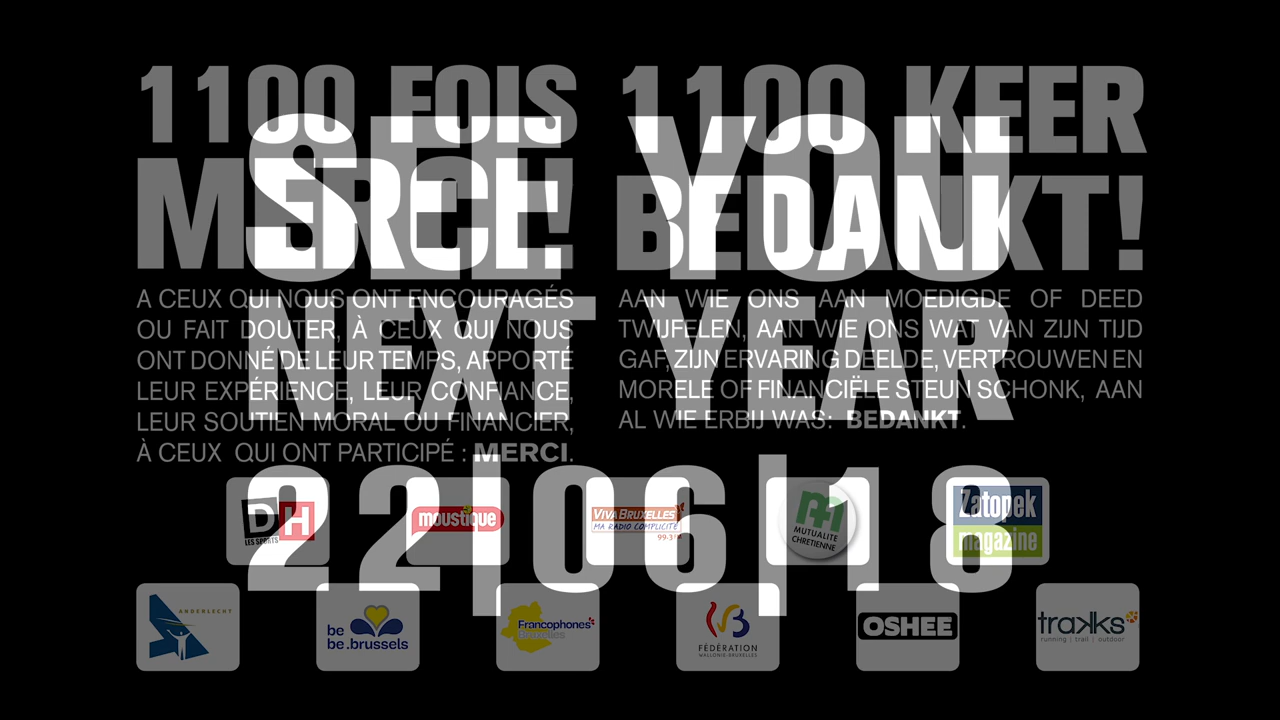 1100 FOIS
MERCI!
A CEUX QUI NOUS ONT ENCOURAGÉS
OU FAIT DOUTER, À CEUX QUI NOUS
ONT DONNÉ DE LEUR TEMPS, APPORTÉ
LEUR EXPÉRIENCE, LEUR CONFIANCE,
LEUR SOUTIEN MORAL OU FINANCIER,
À CEUX QUI ONT PARTICIPÉ : MERCI.
1100 KEER
BEDANKT!
AAN WIE ONS AAN MOEDIGDE OF DEED
TWIJFELEN, AAN WIE ONS WAT VAN ZIJN TIJD
GAF, ZIJN ERVARING DEELDE, VERTROUWEN EN
MORELE OF FINANCIËLE STEUN SCHONK, AAN
AL WIE ERBIJ WAS: BEDANKT.
SEE YOU
NEXT YEAR
22|06|18
DH
LES SPORTS
moustique
VIVABRUXELLES
MA RADIO COMPLICITÉ
99.3
MUTUALITE
CHRETIENNE
Zatopek
magazine
ANDERLECHT
be
be.brussels
Francophones
Bruxelles
FÉDÉRATION
WALLONIE-BRUXELLES
OSHEE
trakks
running | trail | outdoor